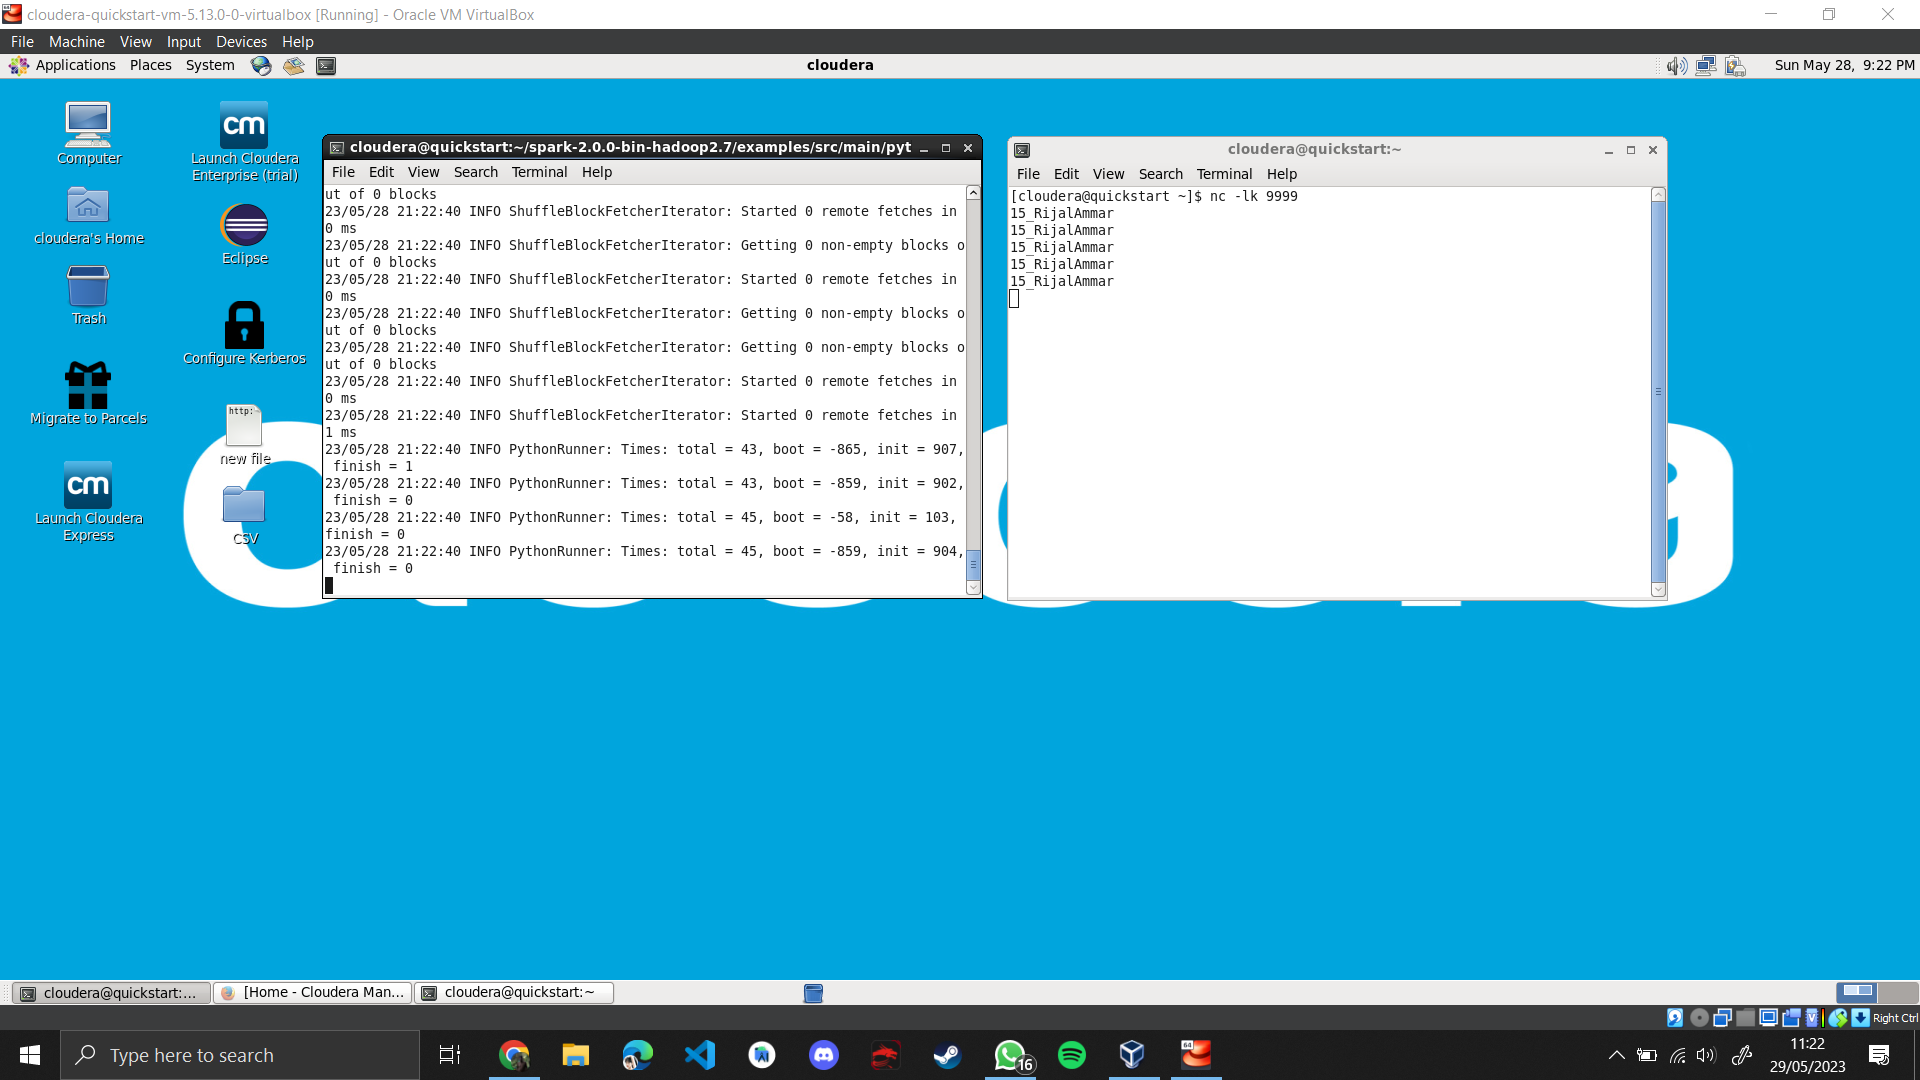 cloudera-quickstart-vm-5.13.0-0-virtualbox [Running] - Oracle VM VirtualBox
File Machine View Input Devices Help
Applications Places System
cloudera
Sun May 28, 9:22 PM
Computer
Launch Cloudera
Enterprise (trial)
cloudera's Home
Eclipse
Trash
Configure Kerberos
Migrate to Parcels
http:
new file
Launch Cloudera
Express
CSV
cm
cm
cloudera@quickstart:~/spark-2.0.0-bin-hadoop2.7/examples/src/main/pyt
File Edit View Search Terminal Help
ut of 0 blocks
23/05/28 21:22:40 INFO ShuffleBlockFetcherIterator: Started 0 remote fetches in
0 ms
23/05/28 21:22:40 INFO ShuffleBlockFetcherIterator: Getting 0 non-empty blocks o
ut of 0 blocks
23/05/28 21:22:40 INFO ShuffleBlockFetcherIterator: Started 0 remote fetches in
0 ms
23/05/28 21:22:40 INFO ShuffleBlockFetcherIterator: Getting 0 non-empty blocks o
ut of 0 blocks
23/05/28 21:22:40 INFO ShuffleBlockFetcherIterator: Getting 0 non-empty blocks o
ut of 0 blocks
23/05/28 21:22:40 INFO ShuffleBlockFetcherIterator: Started 0 remote fetches in
0 ms
23/05/28 21:22:40 INFO ShuffleBlockFetcherIterator: Started 0 remote fetches in
1 ms
23/05/28 21:22:40 INFO PythonRunner: Times: total = 43, boot = -865, init = 907,
finish = 1
23/05/28 21:22:40 INFO PythonRunner: Times: total = 43, boot = -859, init = 902,
finish = 0
23/05/28 21:22:40 INFO PythonRunner: Times: total = 45, boot = -58, init = 103,
finish = 0
23/05/28 21:22:40 INFO PythonRunner: Times: total = 45, boot = -859, init = 904,
finish = 0
cloudera@quickstart:~
File Edit View Search Terminal Help
[cloudera@quickstart ~]$ nc -lk 9999
15_RijalAmmar
15_RijalAmmar
15_RijalAmmar
15_RijalAmmar
15_RijalAmmar
cloudera@quickstart:...
[Home - Cloudera Man...
cloudera@quickstart:~
Right Ctrl
Type here to search
16
64
11:22
29/05/2023